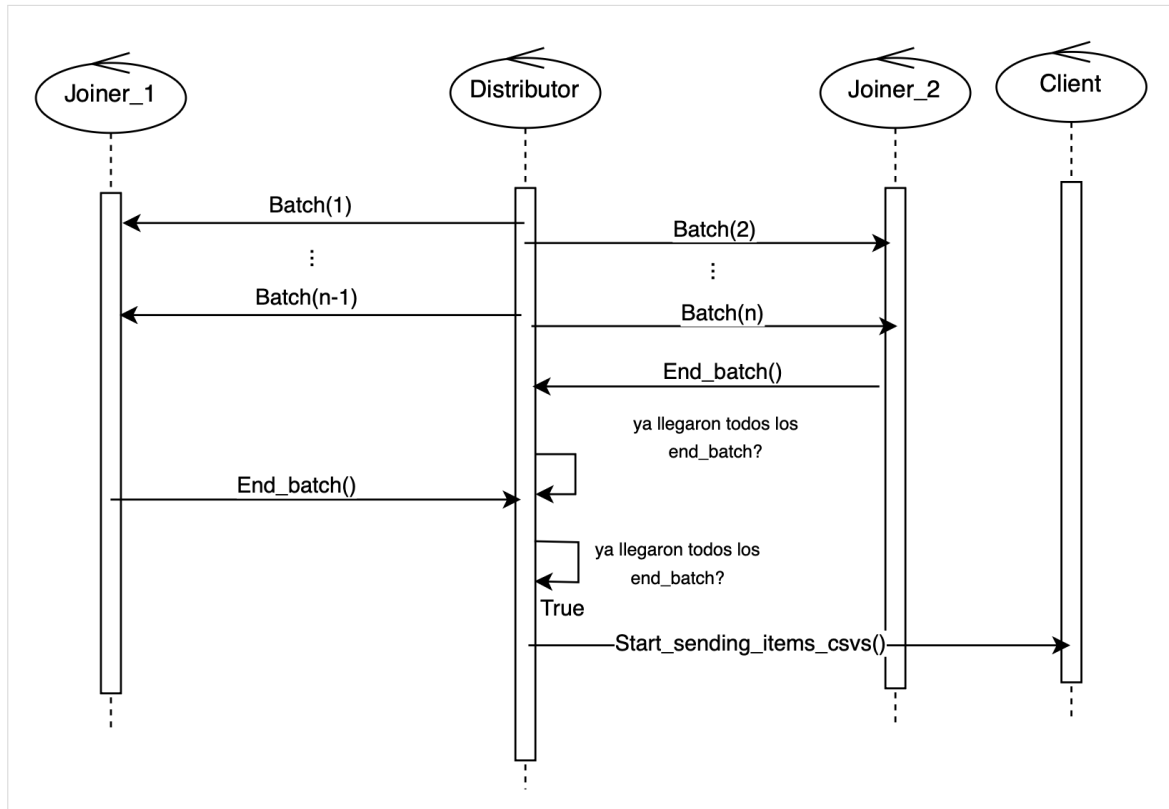 Joiner_1
Distributor
Joiner_2
Client
Batch(1)
Batch(2)
...
...
Batch(n-1)
Batch(n)
End_batch()
ya llegaron todos los
end_batch?
End_batch()
ya llegaron todos los
end_batch?
True
Start_sending_items_csvs()